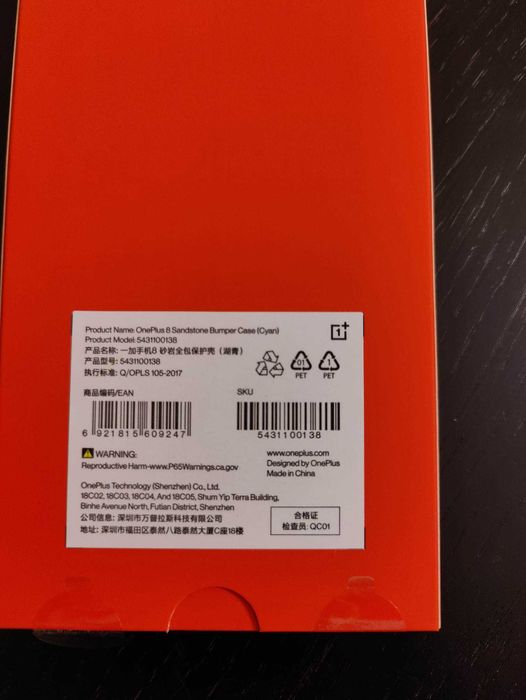 Product Name: OnePlus 8 Sandstone Bumper Case (Cyan)
Product Model: 5431100138
产品名称: 一加手机8 砂岩全包保护壳（湖青）
产品型号: 5431100138
执行标准: Q/OPLS 105-2017
1+
01
PET
1
PET
商品编码/EAN
SKU
6 921815 609247
5431100138
WARNING:
Reproductive Harm-www.P65Warnings.ca.gov
www.oneplus.com
Designed by OnePlus
Made in China
OnePlus Technology (Shenzhen) Co., Ltd.
18C02, 18C03, 18C04, And 18C05, Shum Yip Terra Building,
Binhe Avenue North, Futian District, Shenzhen
公司信息: 深圳市万普拉斯科技有限公司
地址: 深圳市福田区泰然八路泰然大厦C座18楼
合格证
检查员: QC01